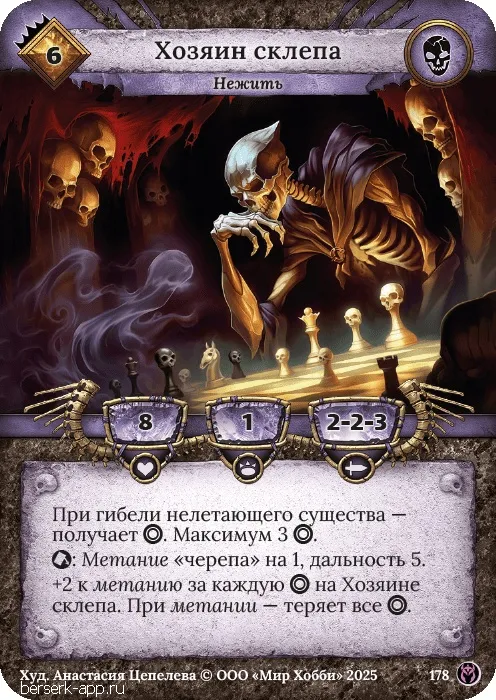 6
Хозяин склепа
Нежить
8
1
2-2-3
При гибели нелетающего существа —
получает . Максимум 3 .
: Метание «черепа» на 1, дальность 5.
+2 к метанию за каждую на Хозяине
склепа. При метании — теряет все .
Худ. Анастасия Цепелева © ООО «Мир Хобби» 2025
178
berserk-app.ru